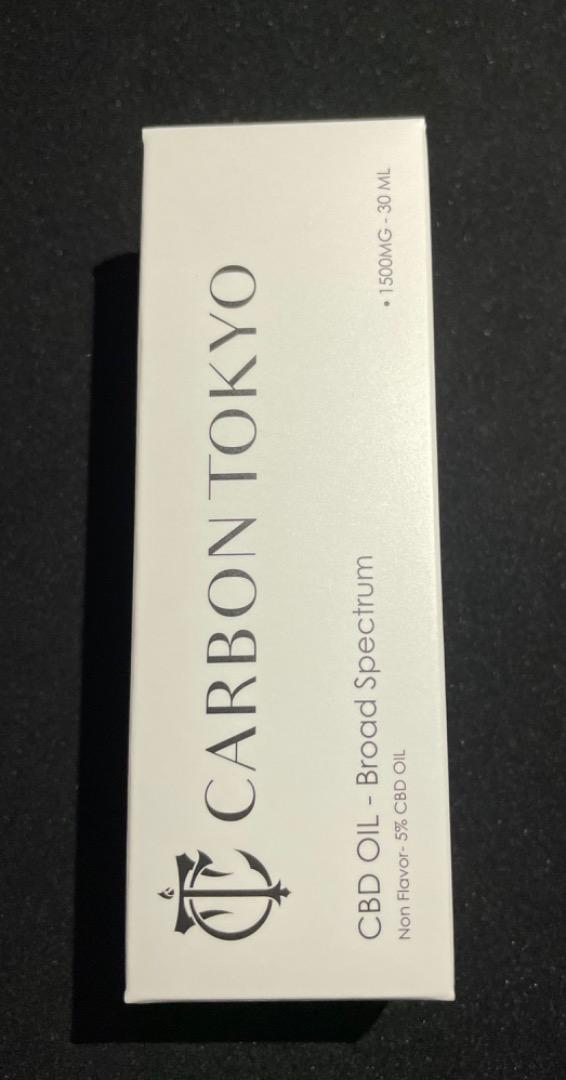 CARBON TOKYO
CBD OIL - Broad Spectrum
• 1500MG - 30 ML
Non Flavor- 5% CBD OIL